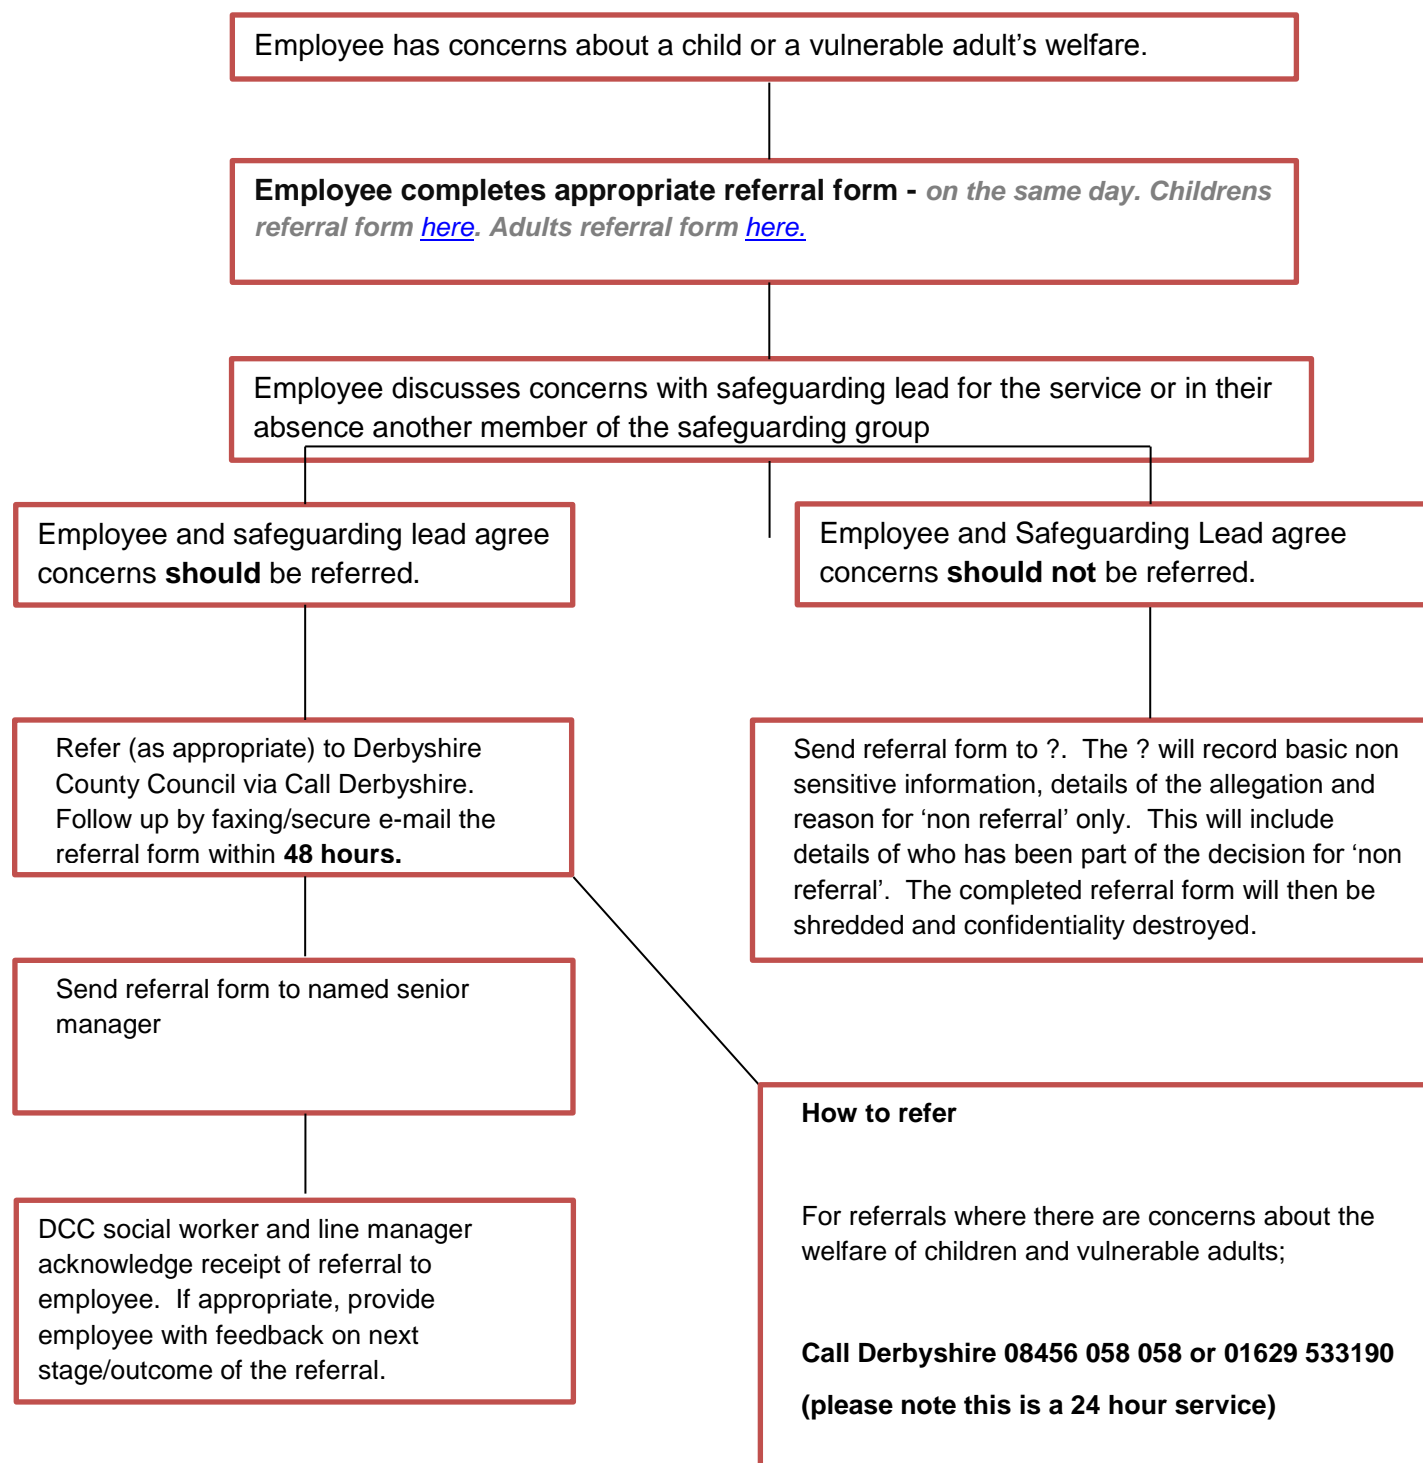 Employee has concerns about a child or a vulnerable adult’s welfare.
Employee completes appropriate referral form - on the same day. Childrens
referral form here. Adults referral form here.
Employee discusses concerns with safeguarding lead for the service or in their
absence another member of the safeguarding group
Employee and safeguarding lead agree
concerns should be referred.
Employee and Safeguarding Lead agree
concerns should not be referred.
Refer (as appropriate) to Derbyshire
County Council via Call Derbyshire.
Follow up by faxing/secure e-mail the
referral form within 48 hours.
Send referral form to ?.  The ? will record basic non
sensitive information, details of the allegation and
reason for ‘non referral’ only.  This will include
details of who has been part of the decision for ‘non
referral’.  The completed referral form will then be
shredded and confidentiality destroyed.
Send referral form to named senior
manager
DCC social worker and line manager
acknowledge receipt of referral to
employee.  If appropriate, provide
employee with feedback on next
stage/outcome of the referral.
How to refer
For referrals where there are concerns about the
welfare of children and vulnerable adults;
Call Derbyshire 08456 058 058 or 01629 533190
(please note this is a 24 hour service)